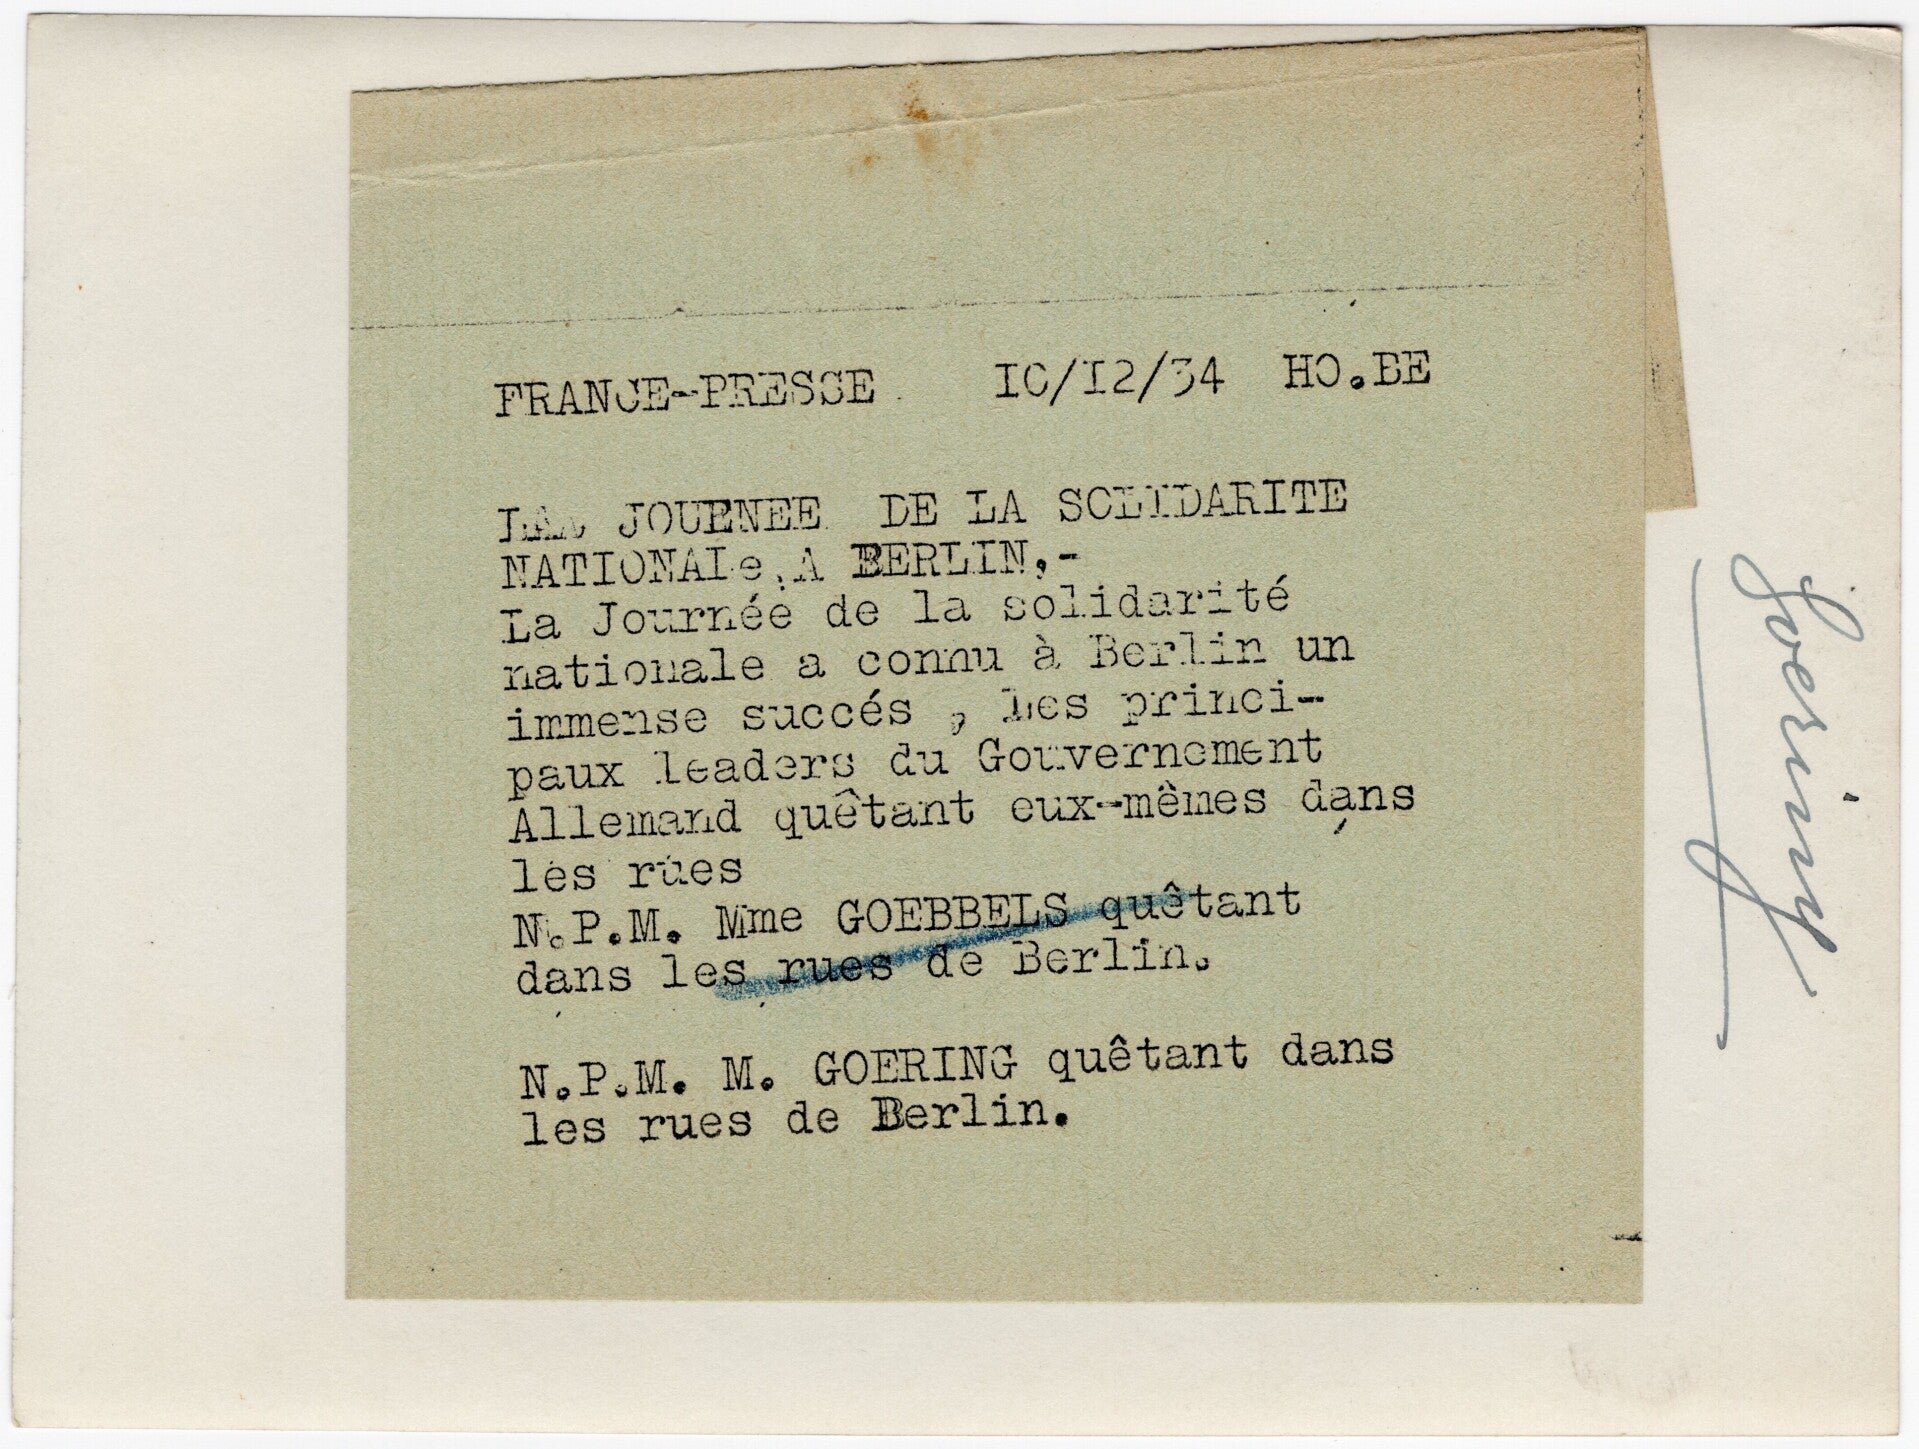 FRANCE-PRESSE 10/12/34 HO.BE
LA JOURNEE DE LA SOLIDARITE
NATIONALe A BERLIN.-
La Journée de la solidarité
nationale a connu à Berlin un
immense succés , Les princi-
paux leaders du Gouvernement
Allemand quêtant eux-mêmes dans
les rues
N.P.M. Mme GOEBBELS quêtant
dans les rues de Berlin.
N.P.M. M. GOERING quêtant dans
les rues de Berlin.
Goering